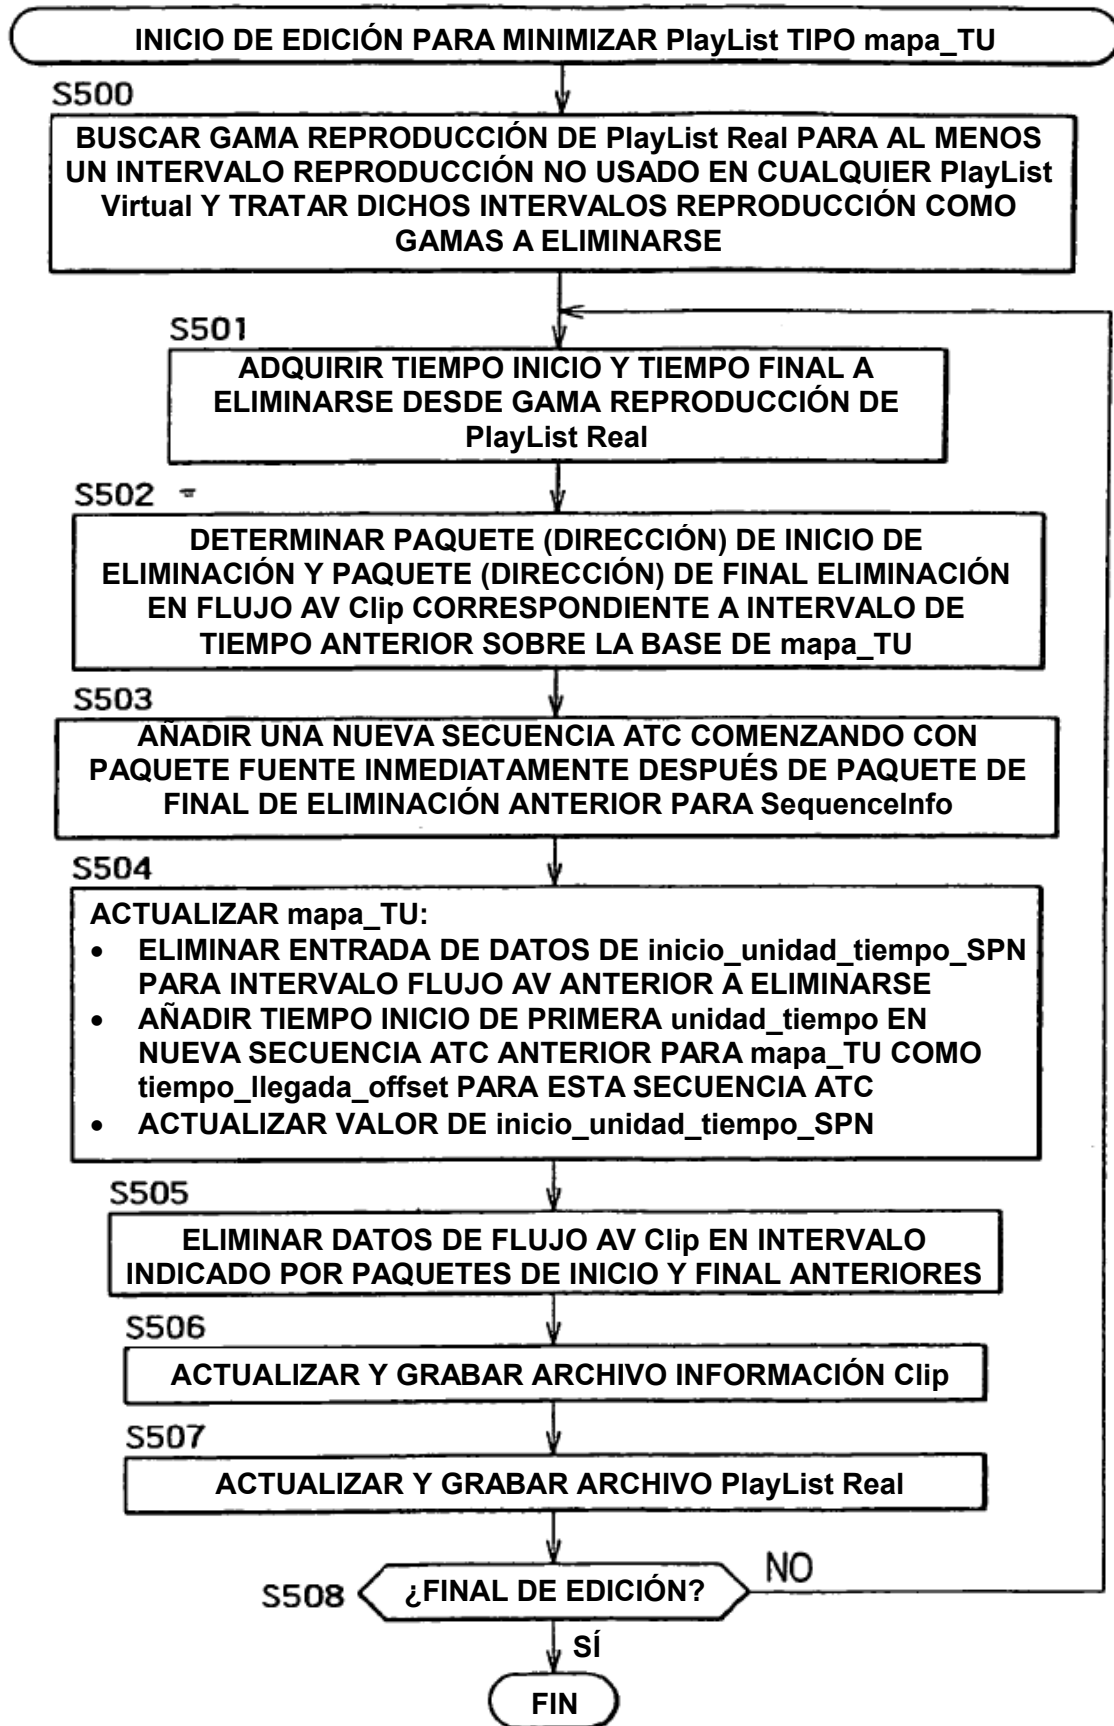 INICIO DE EDICIÓN PARA MINIMIZAR PlayList TIPO mapa_TU
S500
BUSCAR GAMA REPRODUCCIÓN DE PlayList Real PARA AL MENOS
UN INTERVALO REPRODUCCIÓN NO USADO EN CUALQUIER PlayList
Virtual Y TRATAR DICHOS INTERVALOS REPRODUCCIÓN COMO
GAMAS A ELIMINARSE
S501
ADQUIRIR TIEMPO INICIO Y TIEMPO FINAL A
ELIMINARSE DESDE GAMA REPRODUCCIÓN DE
PlayList Real
S502
DETERMINAR PAQUETE (DIRECCIÓN) DE INICIO DE
ELIMINACIÓN Y PAQUETE (DIRECCIÓN) DE FINAL ELIMINACIÓN
EN FLUJO AV Clip CORRESPONDIENTE A INTERVALO DE
TIEMPO ANTERIOR SOBRE LA BASE DE mapa_TU
S503
AÑADIR UNA NUEVA SECUENCIA ATC COMENZANDO CON
PAQUETE FUENTE INMEDIATAMENTE DESPUÉS DE PAQUETE DE
FINAL DE ELIMINACIÓN ANTERIOR PARA SequenceInfo
S504
ACTUALIZAR mapa_TU:
• ELIMINAR ENTRADA DE DATOS DE inicio_unidad_tiempo_SPN
PARA INTERVALO FLUJO AV ANTERIOR A ELIMINARSE
• AÑADIR TIEMPO INICIO DE PRIMERA unidad_tiempo EN
NUEVA SECUENCIA ATC ANTERIOR PARA mapa_TU COMO
tiempo_llegada_offset PARA ESTA SECUENCIA ATC
• ACTUALIZAR VALOR DE inicio_unidad_tiempo_SPN
S505
ELIMINAR DATOS DE FLUJO AV Clip EN INTERVALO
INDICADO POR PAQUETES DE INICIO Y FINAL ANTERIORES
S506
ACTUALIZAR Y GRABAR ARCHIVO INFORMACIÓN Clip
S507
ACTUALIZAR Y GRABAR ARCHIVO PlayList Real
S508 ¿FINAL DE EDICIÓN? NO
SÍ
FIN